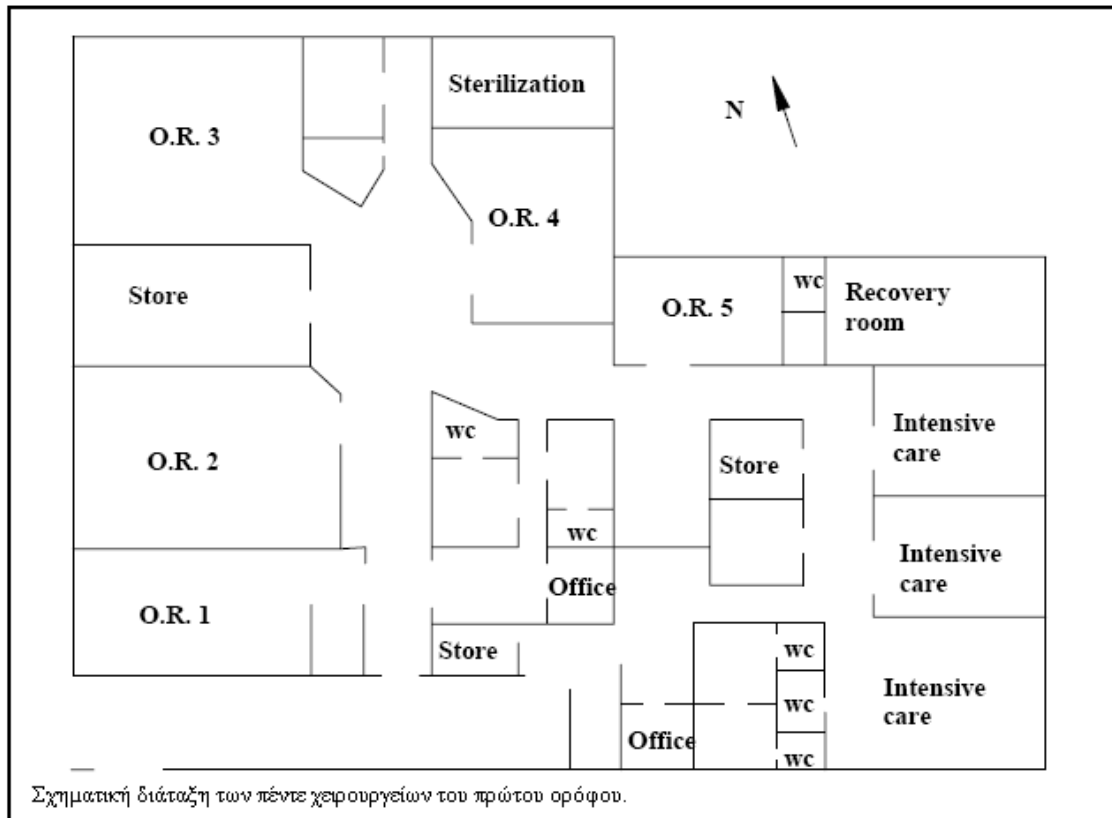 Sterilization
O.R. 3
N
O.R. 4
Store
wc
Recovery
room
O.R. 5
wc
Intensive
care
O.R. 2
Store
wc
Intensive
care
Office
O.R. 1
Store
wc
Intensive
care
wc
Office
wc
Σχηματική διάταξη των πέντε χειρουργείων του πρώτου ορόφου.